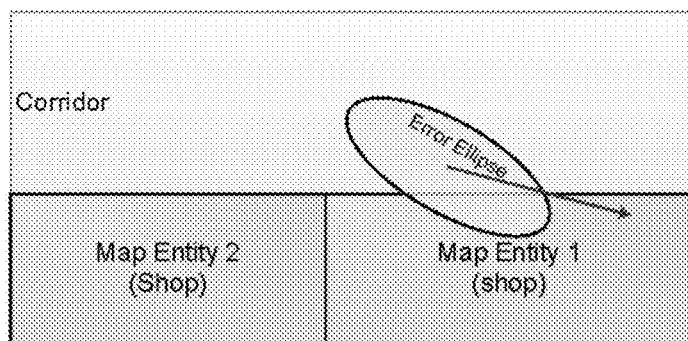 Corridor
Error Ellipse
Map Entity 2
(Shop)
Map Entity 1
(shop)